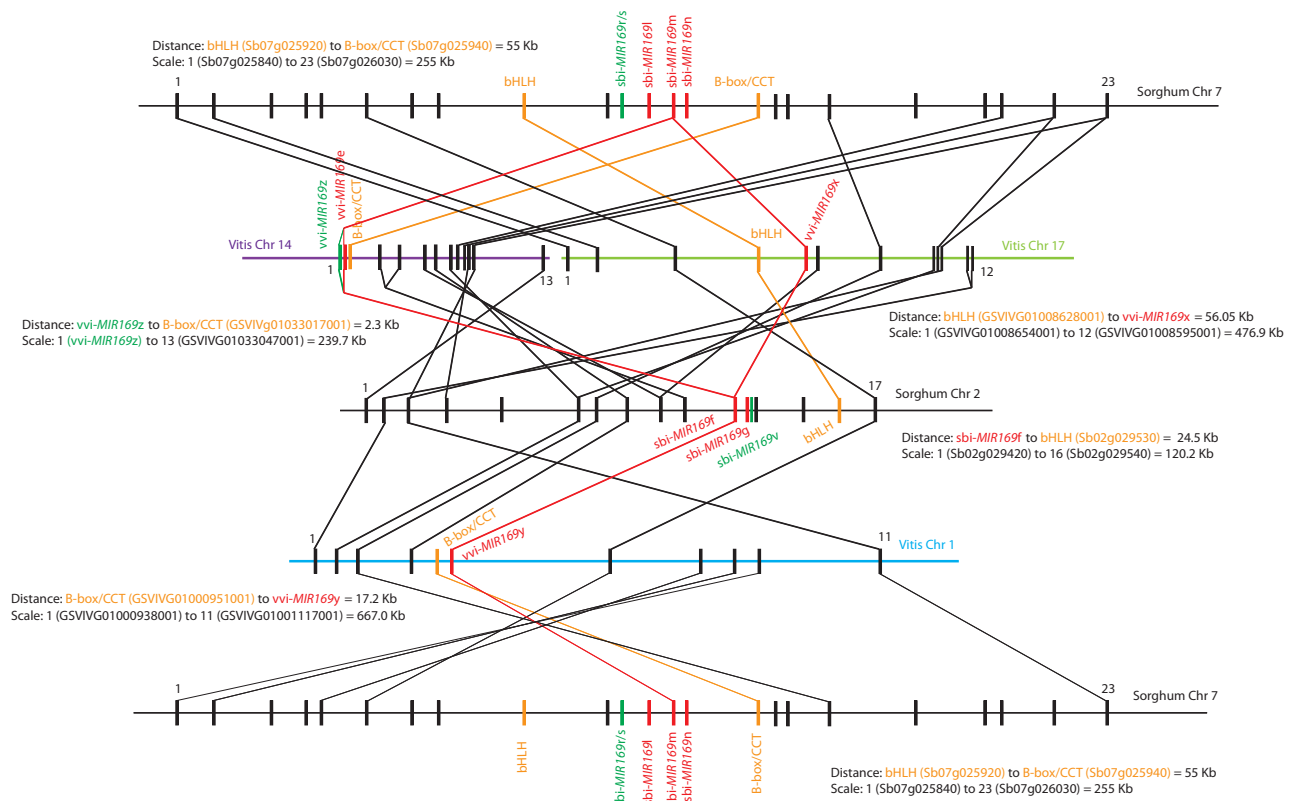 Distance: bHLH (Sb07g025920) to B-box/CCT (Sb07g025940) = 55 Kb
Scale: 1 (Sb07g025840) to 23 (Sb07g026030) = 255 Kb
1
bHLH
sbi-MIR169r/s
sbi-MIR169l
sbi-MIR169m
sbi-MIR169n
B-box/CCT
23
Sorghum Chr 7
vvi-MIR169z
vvi-MIR169e
B-box/CCT
bHLH
vvi-MIR169x
Vitis Chr 14
Vitis Chr 17
1
13
1
12
Distance: vvi-MIR169z to B-box/CCT (GSVIVg01033017001) = 2.3 Kb
Scale: 1 (vvi-MIR169z) to 13 (GSVIVG01033047001) = 239.7 Kb
Distance: bHLH (GSVIVG01008628001) to vvi-MIR169x = 56.05 Kb
Scale: 1 (GSVIVG01008654001) to 12 (GSVIVG01008595001) = 476.9 Kb
1
17
Sorghum Chr 2
sbi-MIR169f
sbi-MIR169g
sbi-MIR169v
bHLH
Distance: sbi-MIR169f to bHLH (Sb02g029530) = 24.5 Kb
Scale: 1 (Sb02g029420) to 16 (Sb02g029540) = 120.2 Kb
1
B-box/CCT
vvi-MIR169y
11
Vitis Chr 1
Distance: B-box/CCT (GSVIVG01000951001) to vvi-MIR169y = 17.2 Kb
Scale: 1 (GSVIVG01000938001) to 11 (GSVIVG01001117001) = 667.0 Kb
1
23
Sorghum Chr 7
bHLH
sbi-MIR169r/s
sbi-MIR169l
sbi-MIR169m
sbi-MIR169n
B-box/CCT
Distance: bHLH (Sb07g025920) to B-box/CCT (Sb07g025940) = 55 Kb
Scale: 1 (Sb07g025840) to 23 (Sb07g026030) = 255 Kb